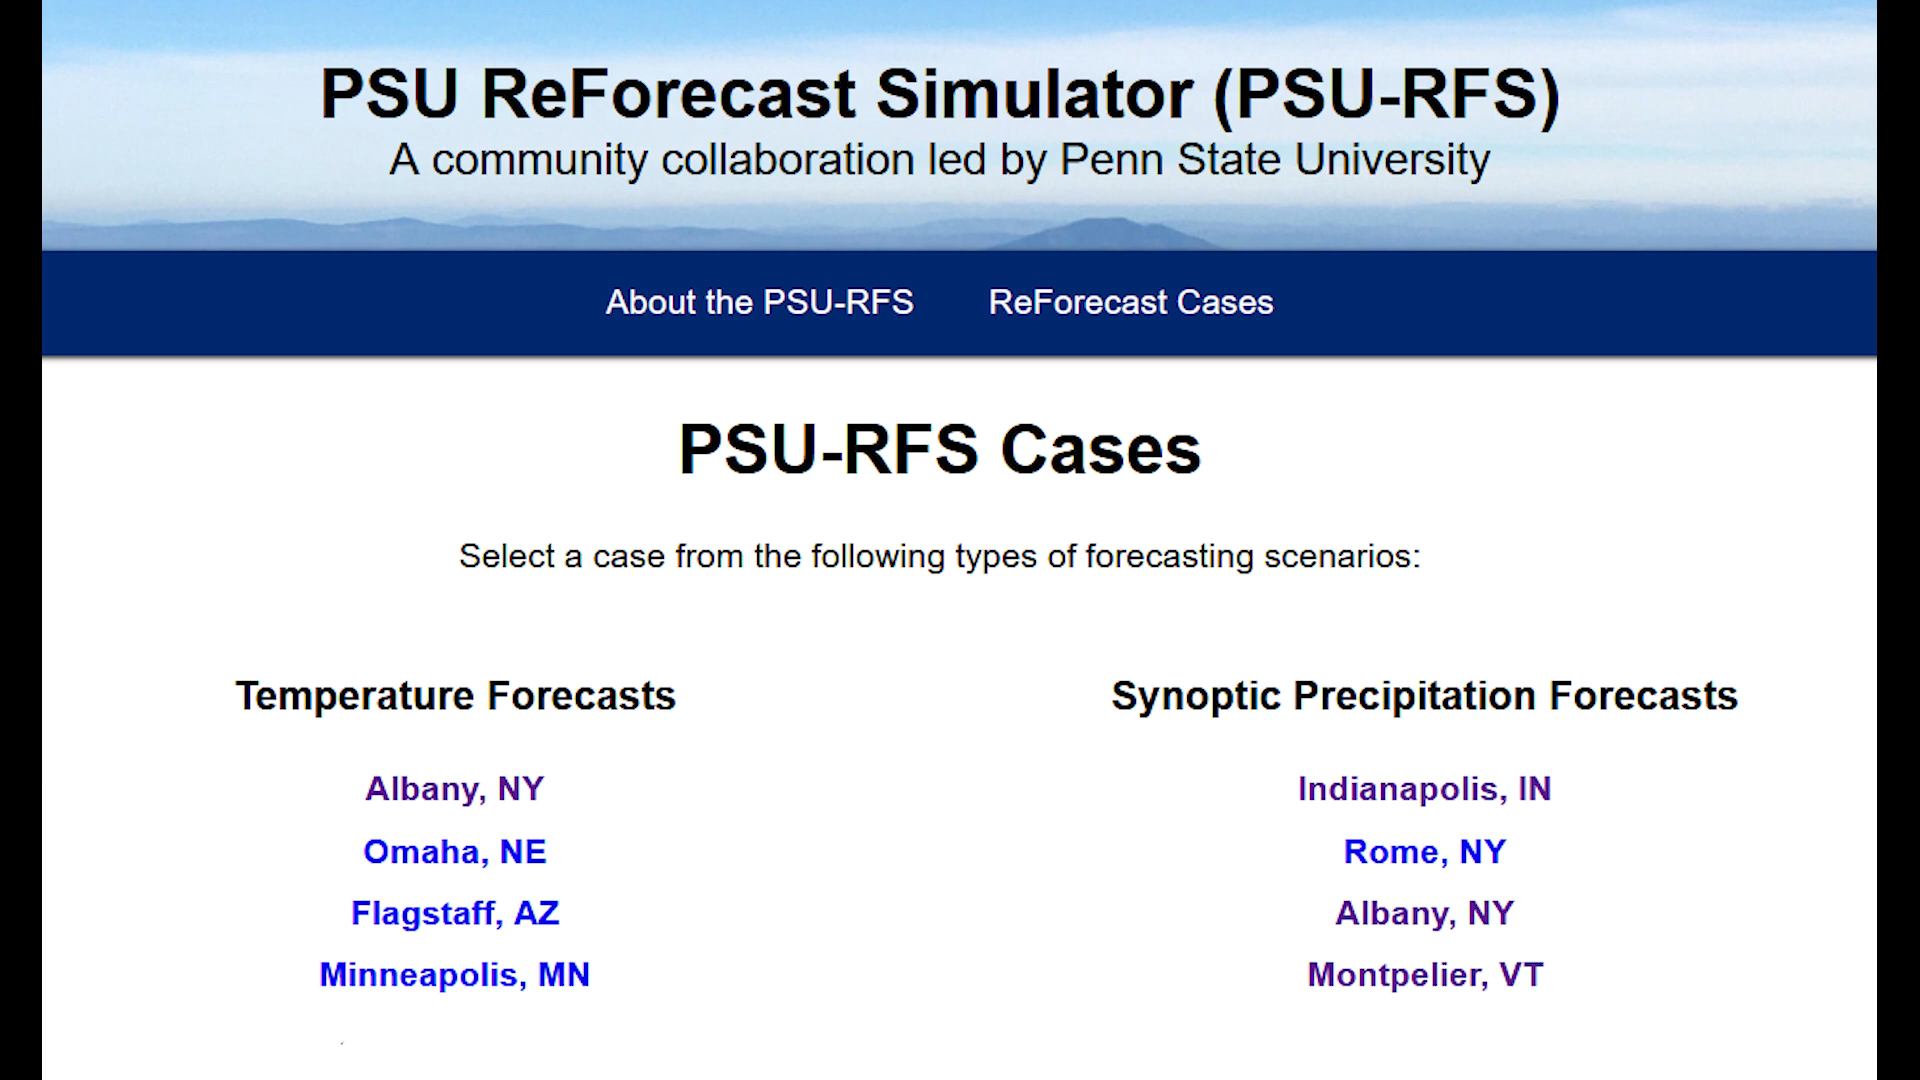 PSU ReForecast Simulator (PSU-RFS)
A community collaboration led by Penn State University
About the PSU-RFS
ReForecast Cases
PSU-RFS Cases
Select a case from the following types of forecasting scenarios:
Temperature Forecasts
Albany, NY
Omaha, NE
Flagstaff, AZ
Minneapolis, MN
Synoptic Precipitation Forecasts
Indianapolis, IN
Rome, NY
Albany, NY
Montpelier, VT